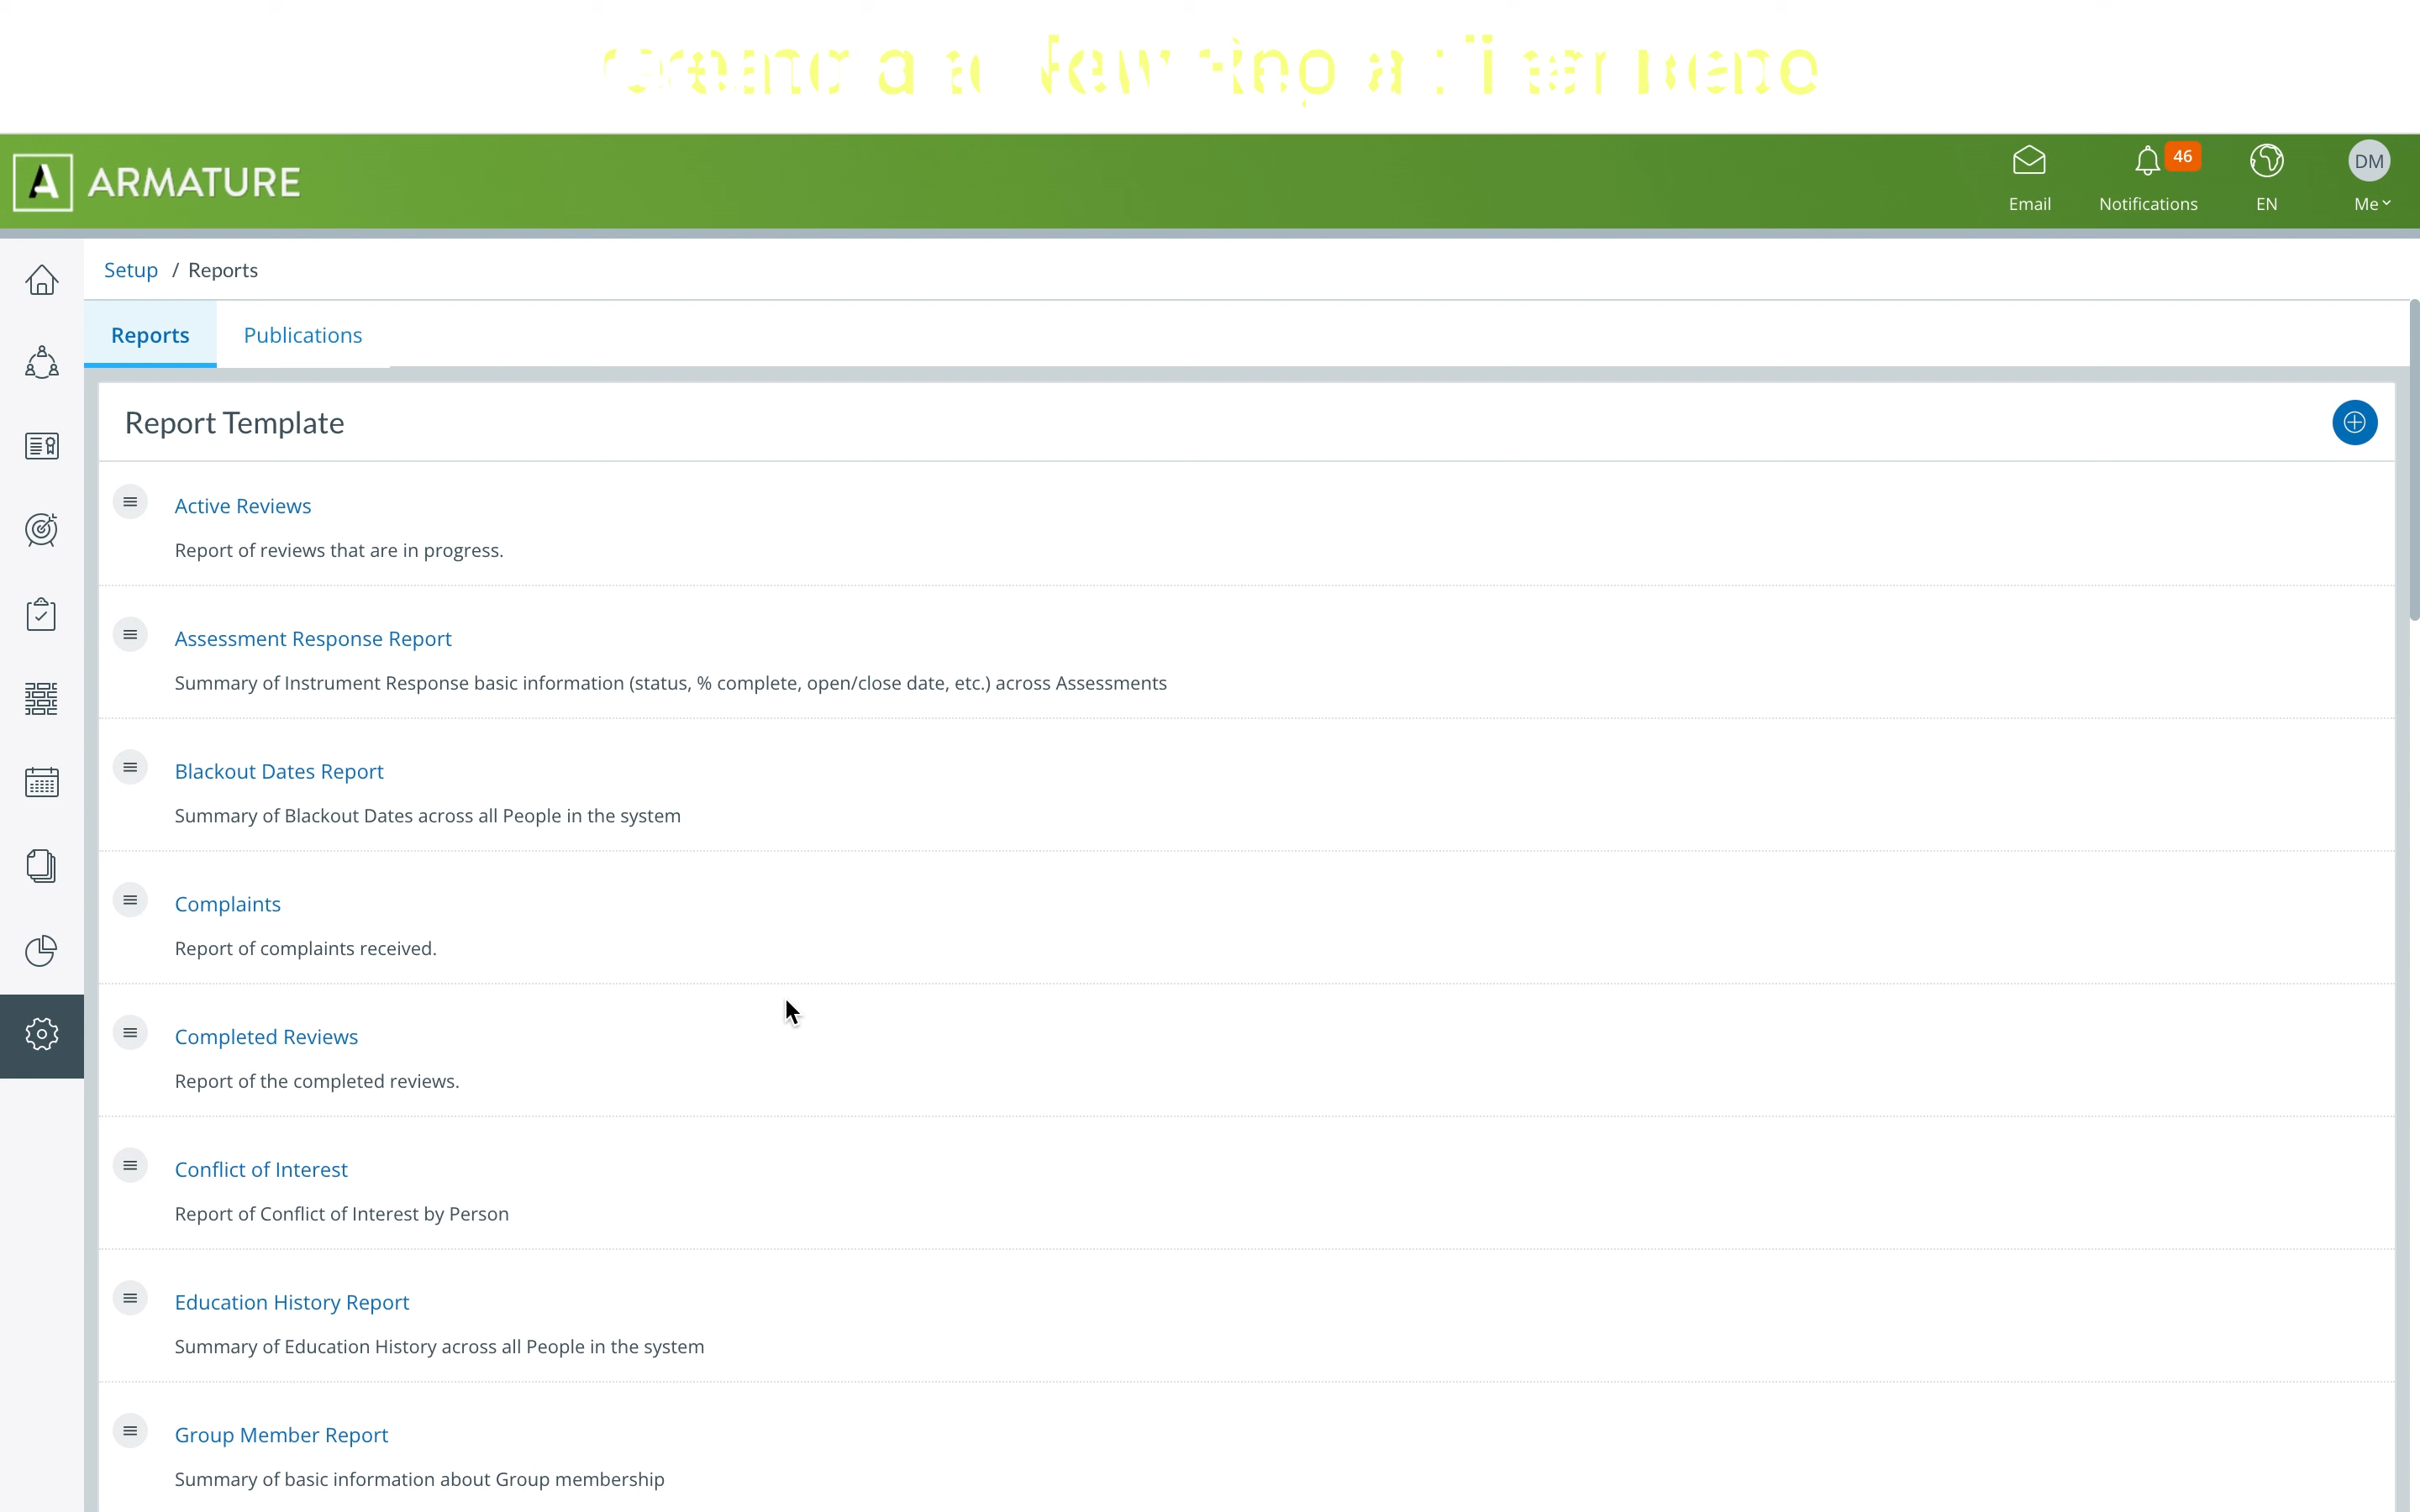 A ARMATURE
Email
46
Notifications
EN
DM
Me
Setup / Reports
Reports
Publications
Report Template
Active Reviews
Report of reviews that are in progress.
Assessment Response Report
Summary of Instrument Response basic information (status, % complete, open/close date, etc.) across Assessments
Blackout Dates Report
Summary of Blackout Dates across all People in the system
Complaints
Report of complaints received.
Completed Reviews
Report of the completed reviews.
Conflict of Interest
Report of Conflict of Interest by Person
Education History Report
Summary of Education History across all People in the system
Group Member Report
Summary of basic information about Group membership